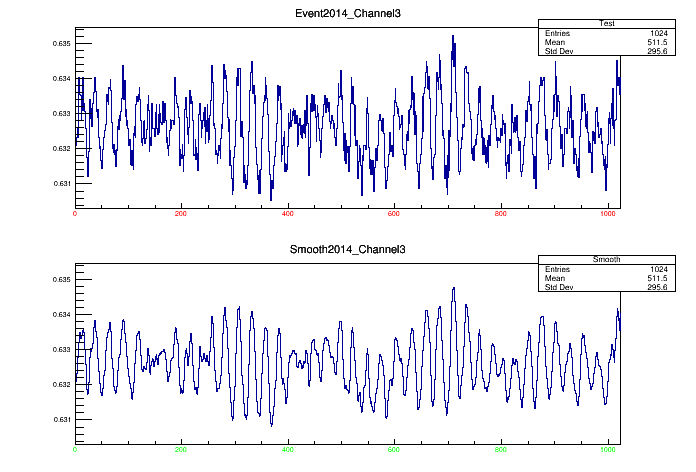 Event2014_Channel3
Test
Entries 1024
Mean 511.5
Std Dev 295.6
0.635
0.634
0.633
0.632
0.631
0 200 400 600 800 1000
Smooth2014_Channel3
Smooth
Entries 1024
Mean 511.5
Std Dev 295.6
0.635
0.634
0.633
0.632
0.631
0 200 400 600 800 1000